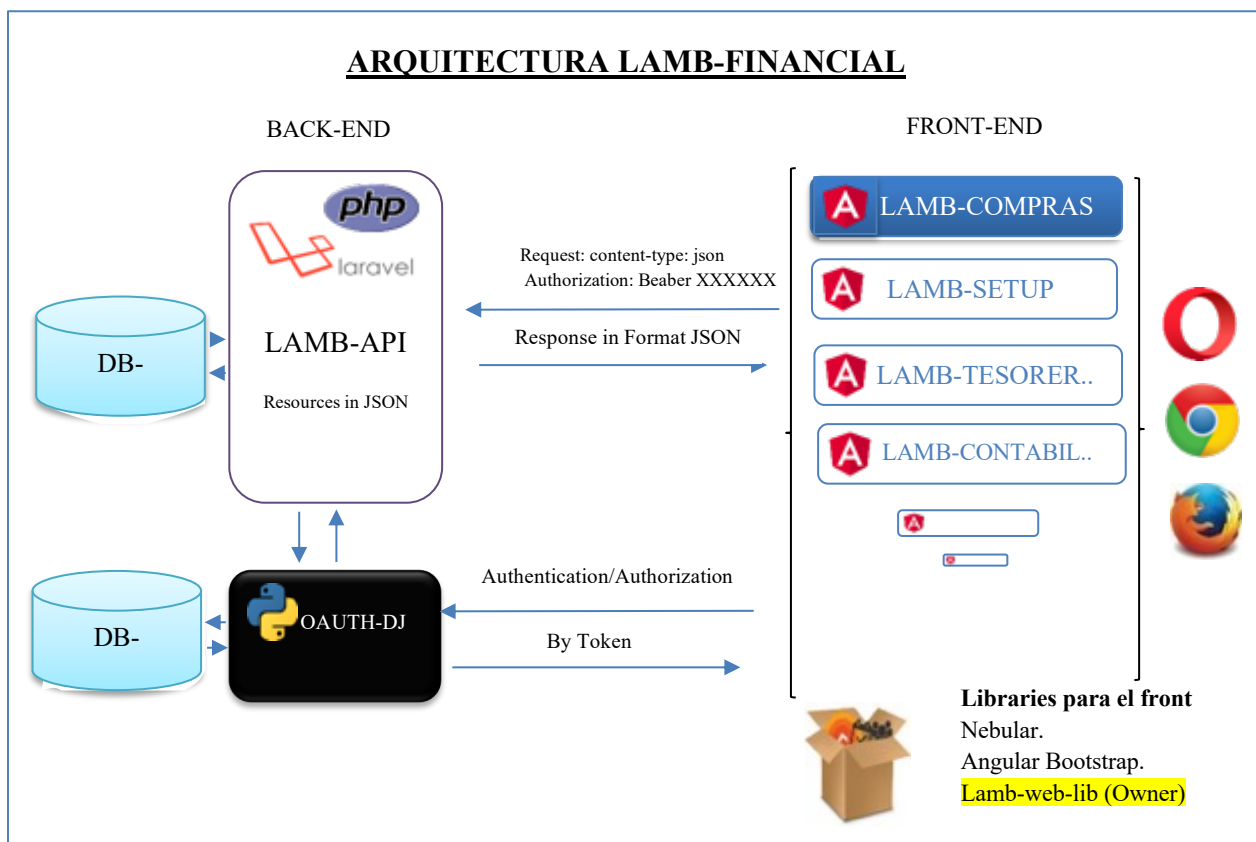 ARQUITECTURA LAMB-FINANCIAL
BACK-END
FRONT-END
php
laravel
LAMB-API
Resources in JSON
DB-
Request: content-type: json
Authorization: Beaber XXXXXX
Response in Format JSON
LAMB-COMPRAS
LAMB-SETUP
LAMB-TESORER..
LAMB-CONTABIL..
DB-
OAUTH-DJ
Authentication/Authorization
By Token
Libraries para el front
Nebular.
Angular Bootstrap.
Lamb-web-lib (Owner)